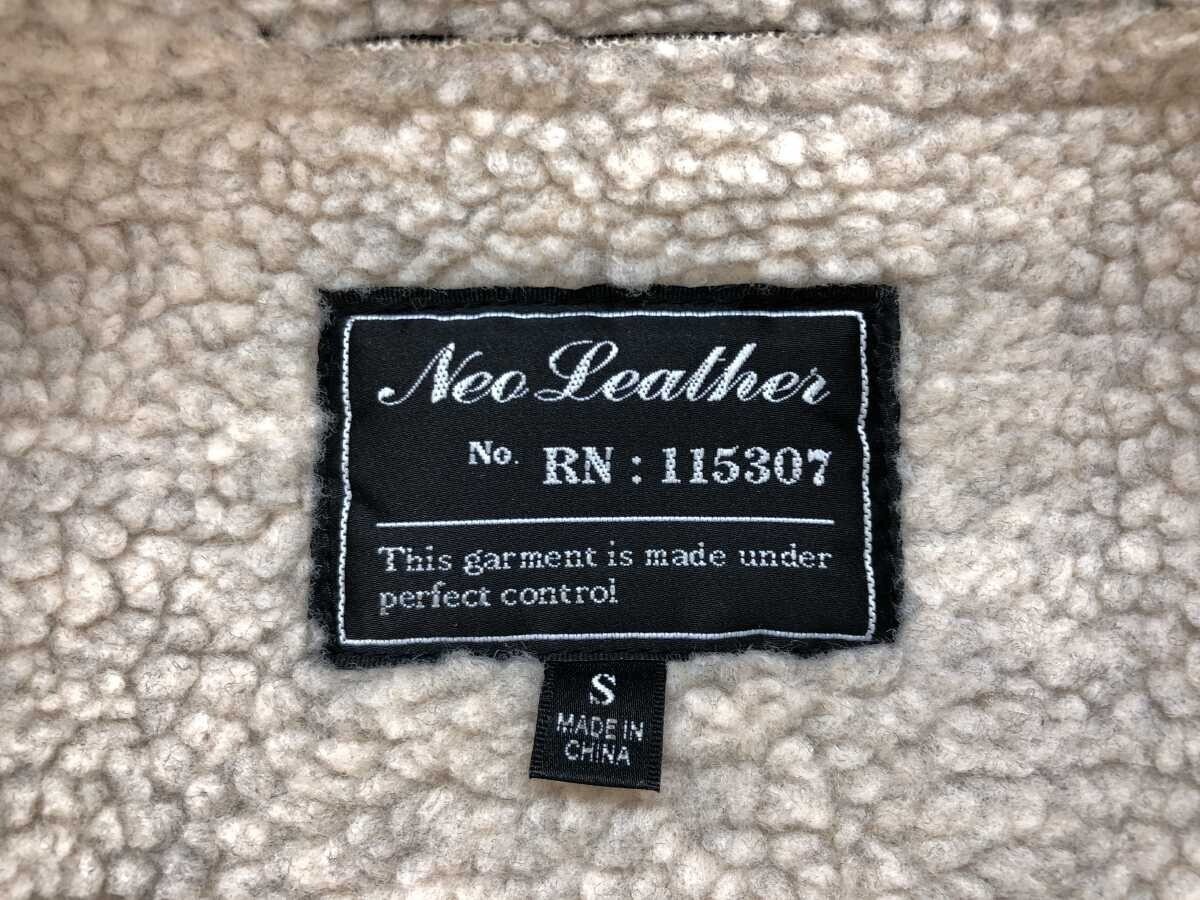 Neo Leather
No. RN : 115307
This garment is made under
perfect control
S
MADE IN
CHINA